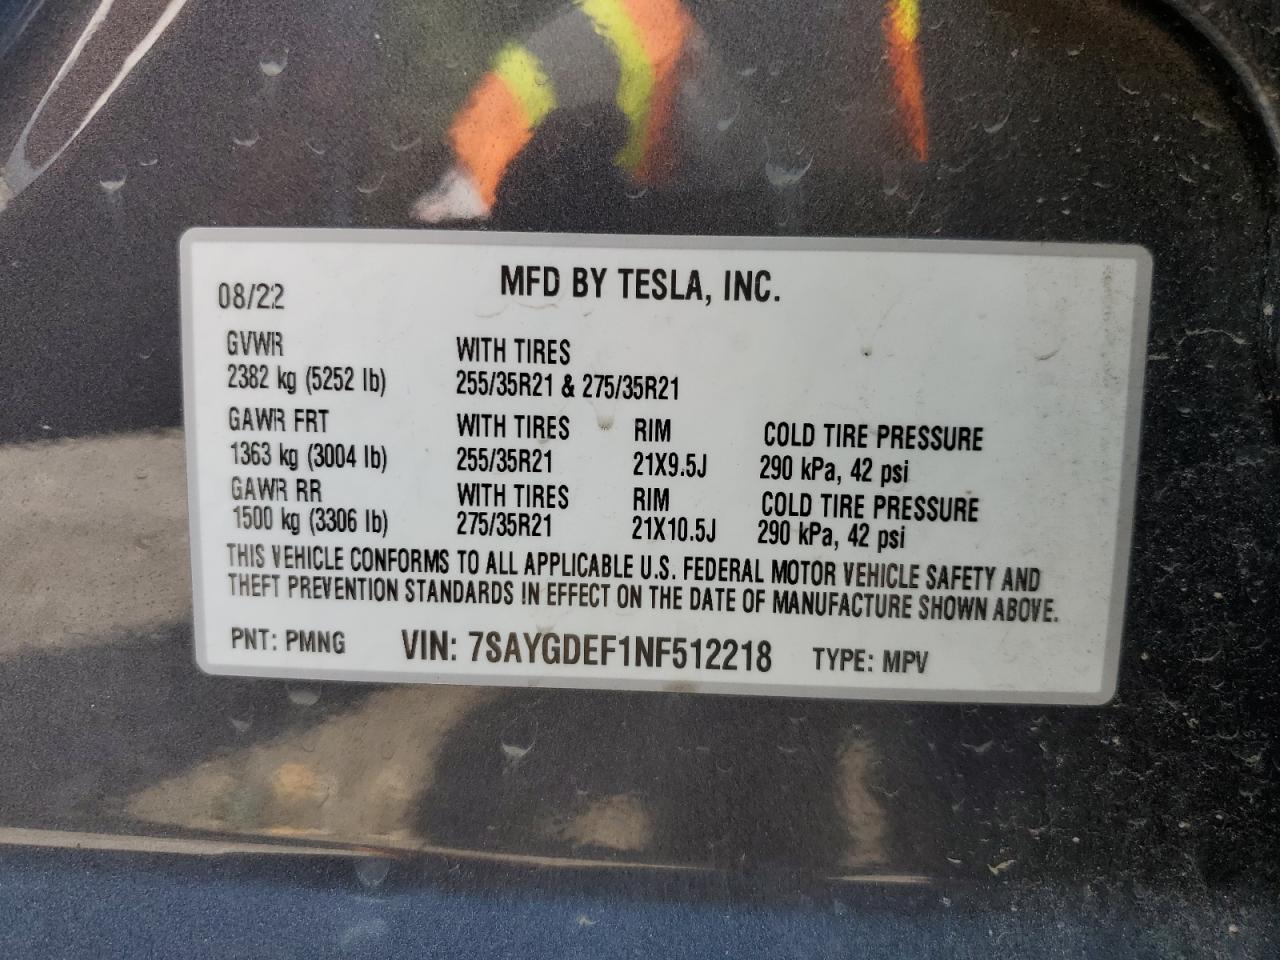 MFD BY TESLA, INC.
08/22
GVWR WITH TIRES
2382 kg (5252 lb) 255/35R21 & 275/35R21
GAWR FRT WITH TIRES RIM COLD TIRE PRESSURE
1363 kg (3004 lb) 255/35R21 21X9.5J 290 kPa, 42 psi
GAWR RR WITH TIRES RIM COLD TIRE PRESSURE
1500 kg (3306 lb) 275/35R21 21X10.5J 290 kPa, 42 psi
THIS VEHICLE CONFORMS TO ALL APPLICABLE U.S. FEDERAL MOTOR VEHICLE SAFETY AND
THEFT PREVENTION STANDARDS IN EFFECT ON THE DATE OF MANUFACTURE SHOWN ABOVE.
PNT: PMNG VIN: 7SAYGDEF1NF512218 TYPE: MPV